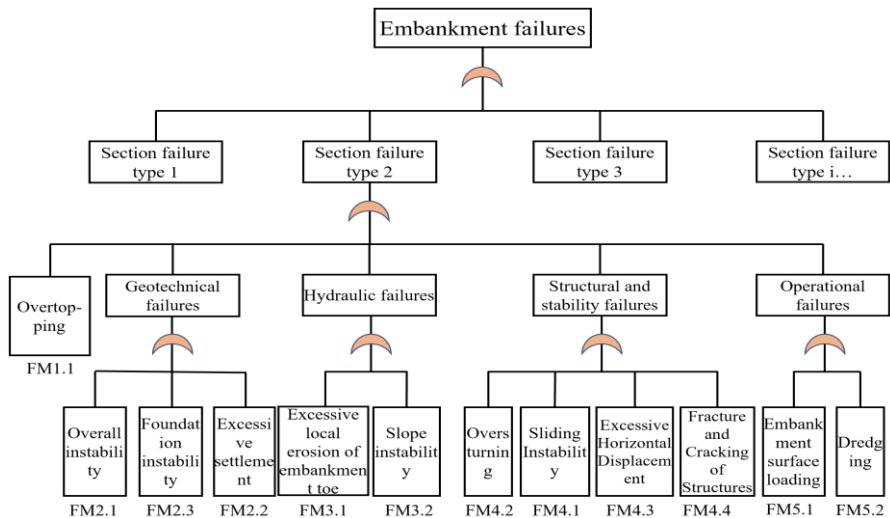 Embankment failures
Section failure
type 1
Section failure
type 2
Section failure
type 3
Section failure
type i...
Overtop-
ping
FM1.1
Geotechnical
failures
Hydraulic failures
Structural and
stability failures
Operational
failures
Overall
instabili
ty
FM2.1
Foundat
ion
instability
FM2.3
Excessi
ve
settleme
nt
FM2.2
Excessive
local
erosion of
embankmen
t toe
FM3.1
Slope
instabilit
y
FM3.2
Overs
turnin
g
FM4.2
Sliding
Instabilit
y
FM4.1
Excessive
Horizontal
Displacem
ent
FM4.3
Fracture
and
Cracking
of
Structures
FM4.4
Embank
ment
surface
loading
FM5.1
Dredg
ing
FM5.2